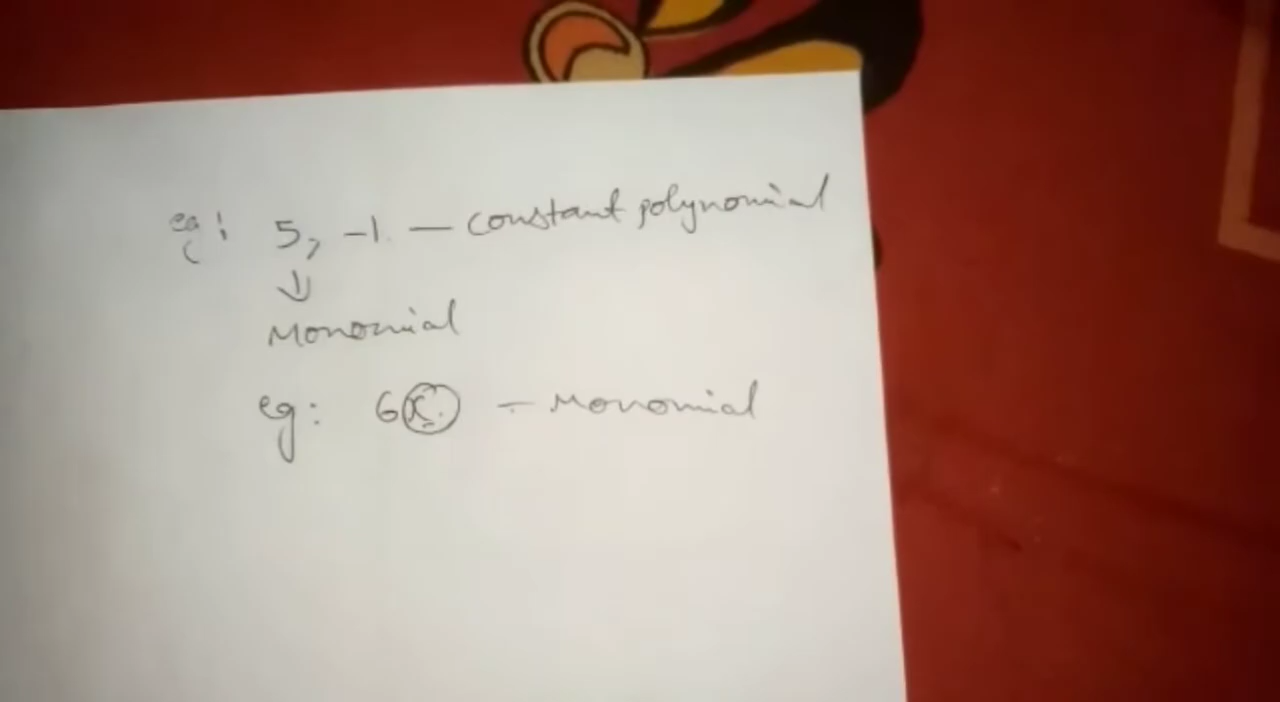 eg: 5, -1. — constant polynomial
↓
Monomial
eg: 6x. — Monomial